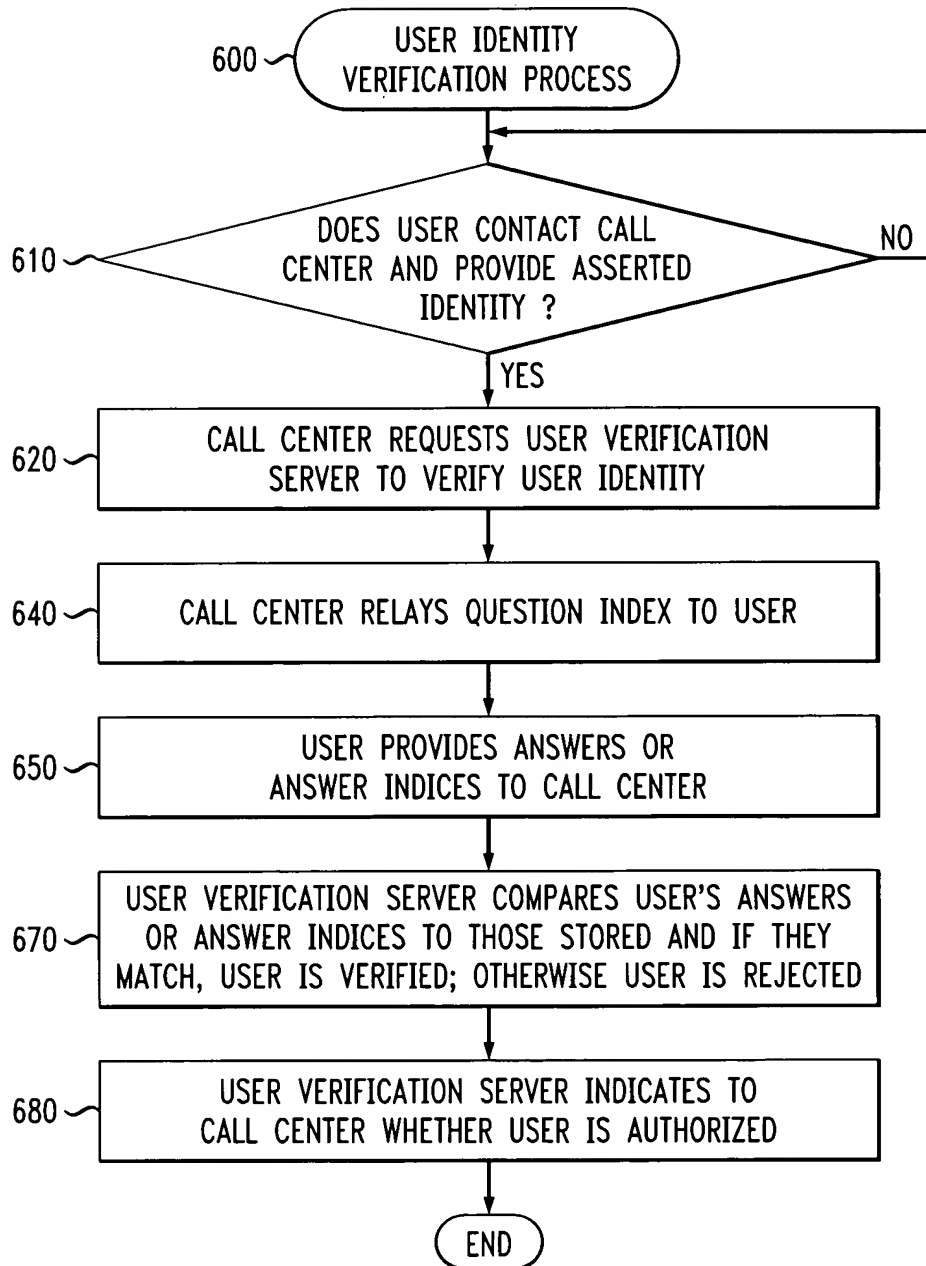 600
USER IDENTITY
VERIFICATION PROCESS
610
DOES USER CONTACT CALL
CENTER AND PROVIDE ASSERTED
IDENTITY ?
NO
YES
620
CALL CENTER REQUESTS USER VERIFICATION
SERVER TO VERIFY USER IDENTITY
640
CALL CENTER RELAYS QUESTION INDEX TO USER
650
USER PROVIDES ANSWERS OR
ANSWER INDICES TO CALL CENTER
670
USER VERIFICATION SERVER COMPARES USER'S ANSWERS
OR ANSWER INDICES TO THOSE STORED AND IF THEY
MATCH, USER IS VERIFIED; OTHERWISE USER IS REJECTED
680
USER VERIFICATION SERVER INDICATES TO
CALL CENTER WHETHER USER IS AUTHORIZED
END